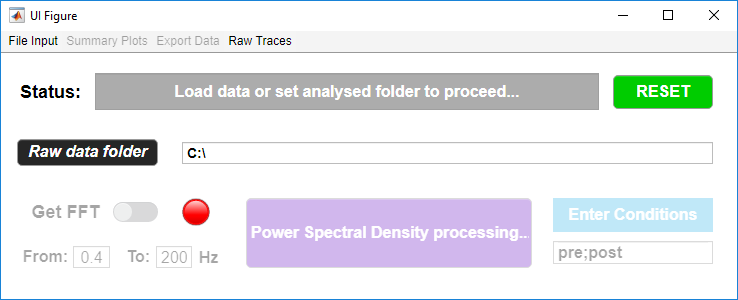 UI Figure
File Input Summary Plots Export Data Raw Traces
Status: Load data or set analysed folder to proceed... RESET
Raw data folder C:\
Get FFT Power Spectral Density processing... Enter Conditions
From: 0.4 To: 200 Hz pre;post